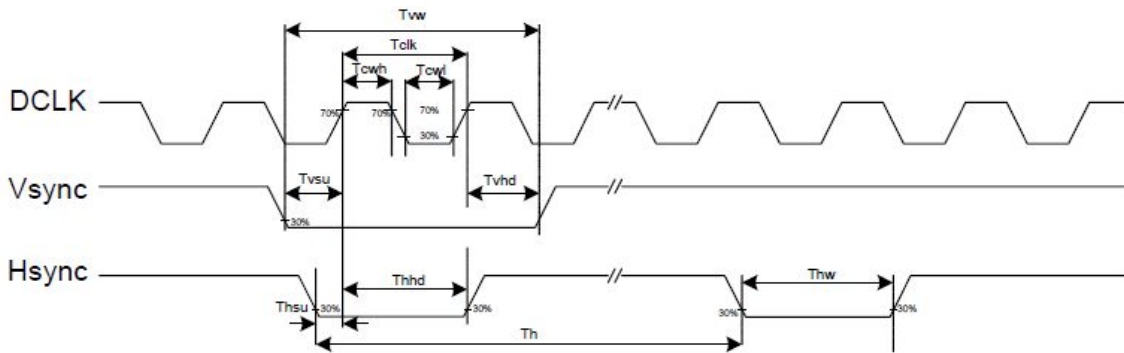 Tvw
Tclk
Tcwh Tcwl
DCLK
70% 70% 70%
30%
Vsync
Tvsu Tvhd
30%
Hsync
Thhd Thw
Thsu 30% 30% 30% 30%
Th